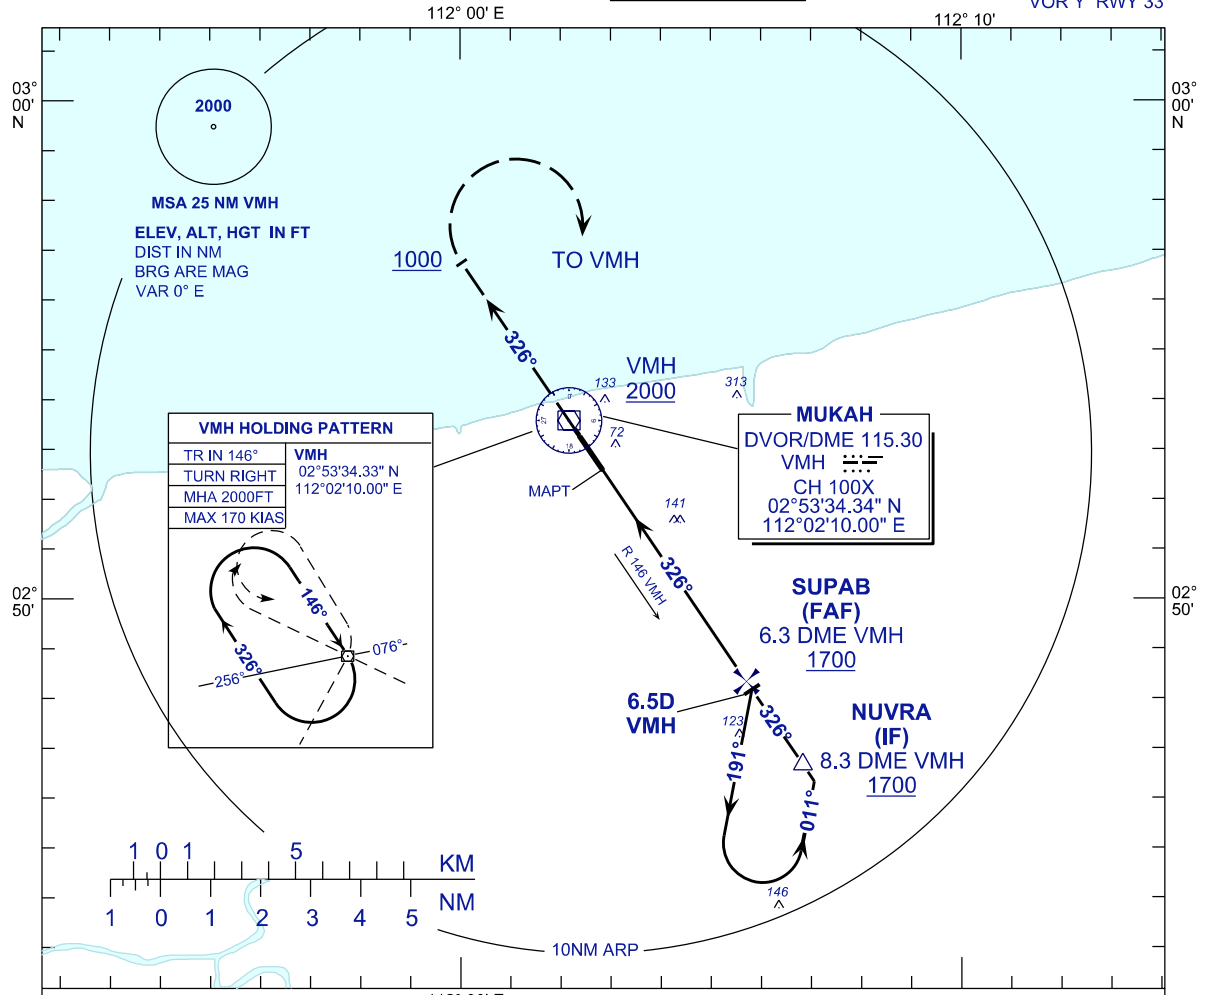 VOR Y RWY 33
112° 00' E
112° 10'
03°
00'
N
03°
00'
N
2000
MSA 25 NM VMH
ELEV, ALT, HGT IN FT
DIST IN NM
BRG ARE MAG
VAR 0° E
1000
TO VMH
326°
VMH
2000
133
313
72
0
9
18
27
MAPT
141
R 146 VMH
326°
MUKAH
DVOR/DME 115.30
VMH
CH 100X
02°53'34.34" N
112°02'10.00" E
VMH HOLDING PATTERN
TR IN 146°
TURN RIGHT
MHA 2000FT
MAX 170 KIAS
VMH
02°53'34.33" N
112°02'10.00" E
146°
326°
076°
256°
02°
50'
02°
50'
SUPAB
(FAF)
6.3 DME VMH
1700
6.5D
VMH
123
326°
191°
011°
NUVRA
(IF)
8.3 DME VMH
1700
146
1 0 1 5 KM
1 0 1 2 3 4 5 NM
10NM ARP